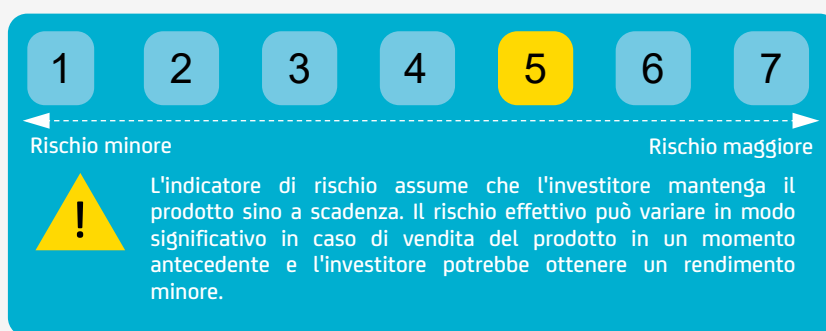 1 2 3 4 5 6 7
Rischio minore Rischio maggiore
!
L'indicatore di rischio assume che l'investitore mantenga il
prodotto sino a scadenza. Il rischio effettivo può variare in modo
significativo in caso di vendita del prodotto in un momento
antecedente e l'investitore potrebbe ottenere un rendimento
minore.